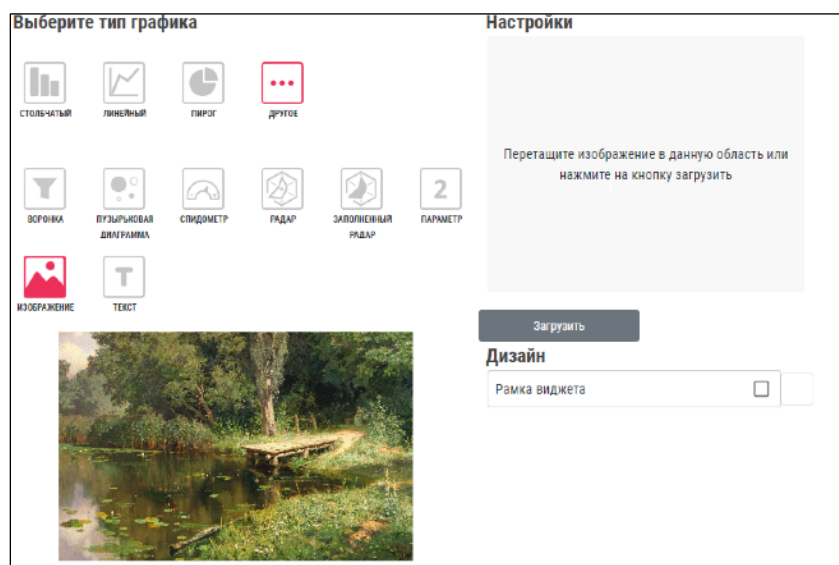 Выберите тип графика
СТОЛБЧАТЫЙ
ЛИНЕЙНЫЙ
ПИРОГ
ДРУГОЕ
ВОРОНКА
ПУЗЫРЬКОВАЯ
ДИАГРАММА
СПИДОМЕТР
РАДАР
ЗАПОЛНЕННЫЙ
РАДАР
2
ПАРАМЕТР
ИЗОБРАЖЕНИЕ
T
ТЕКСТ
Настройки
Перетащите изображение в данную область или
нажмите на кнопку загрузить
Загрузить
Дизайн
Рамка виджета